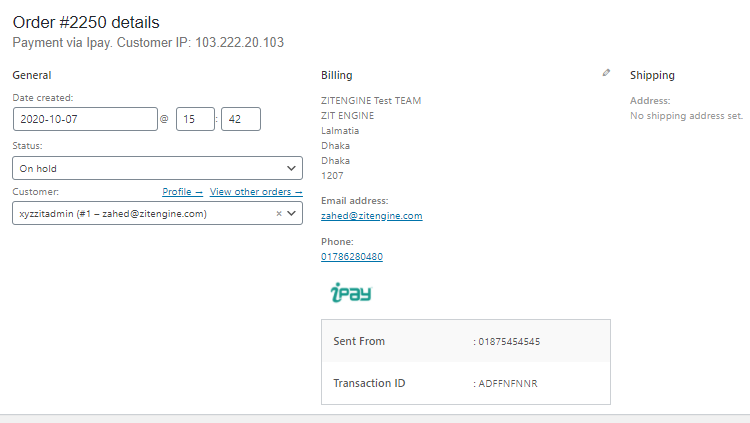 Order #2250 details
Payment via Ipay. Customer IP: 103.222.20.103
General
Date created:
2020-10-07 @ 15 : 42
Status:
On hold
Customer: Profile → View other orders →
xyzzitadmin (#1 – zahed@zitengine.com) ×
Billing
ZITENGINE Test TEAM
ZIT ENGINE
Lalmatia
Dhaka
Dhaka
1207
Email address:
zahed@zitengine.com
Phone:
01786280480
iPay
Sent From : 01875454545
Transaction ID : ADFFNFNNR
Shipping
Address:
No shipping address set.